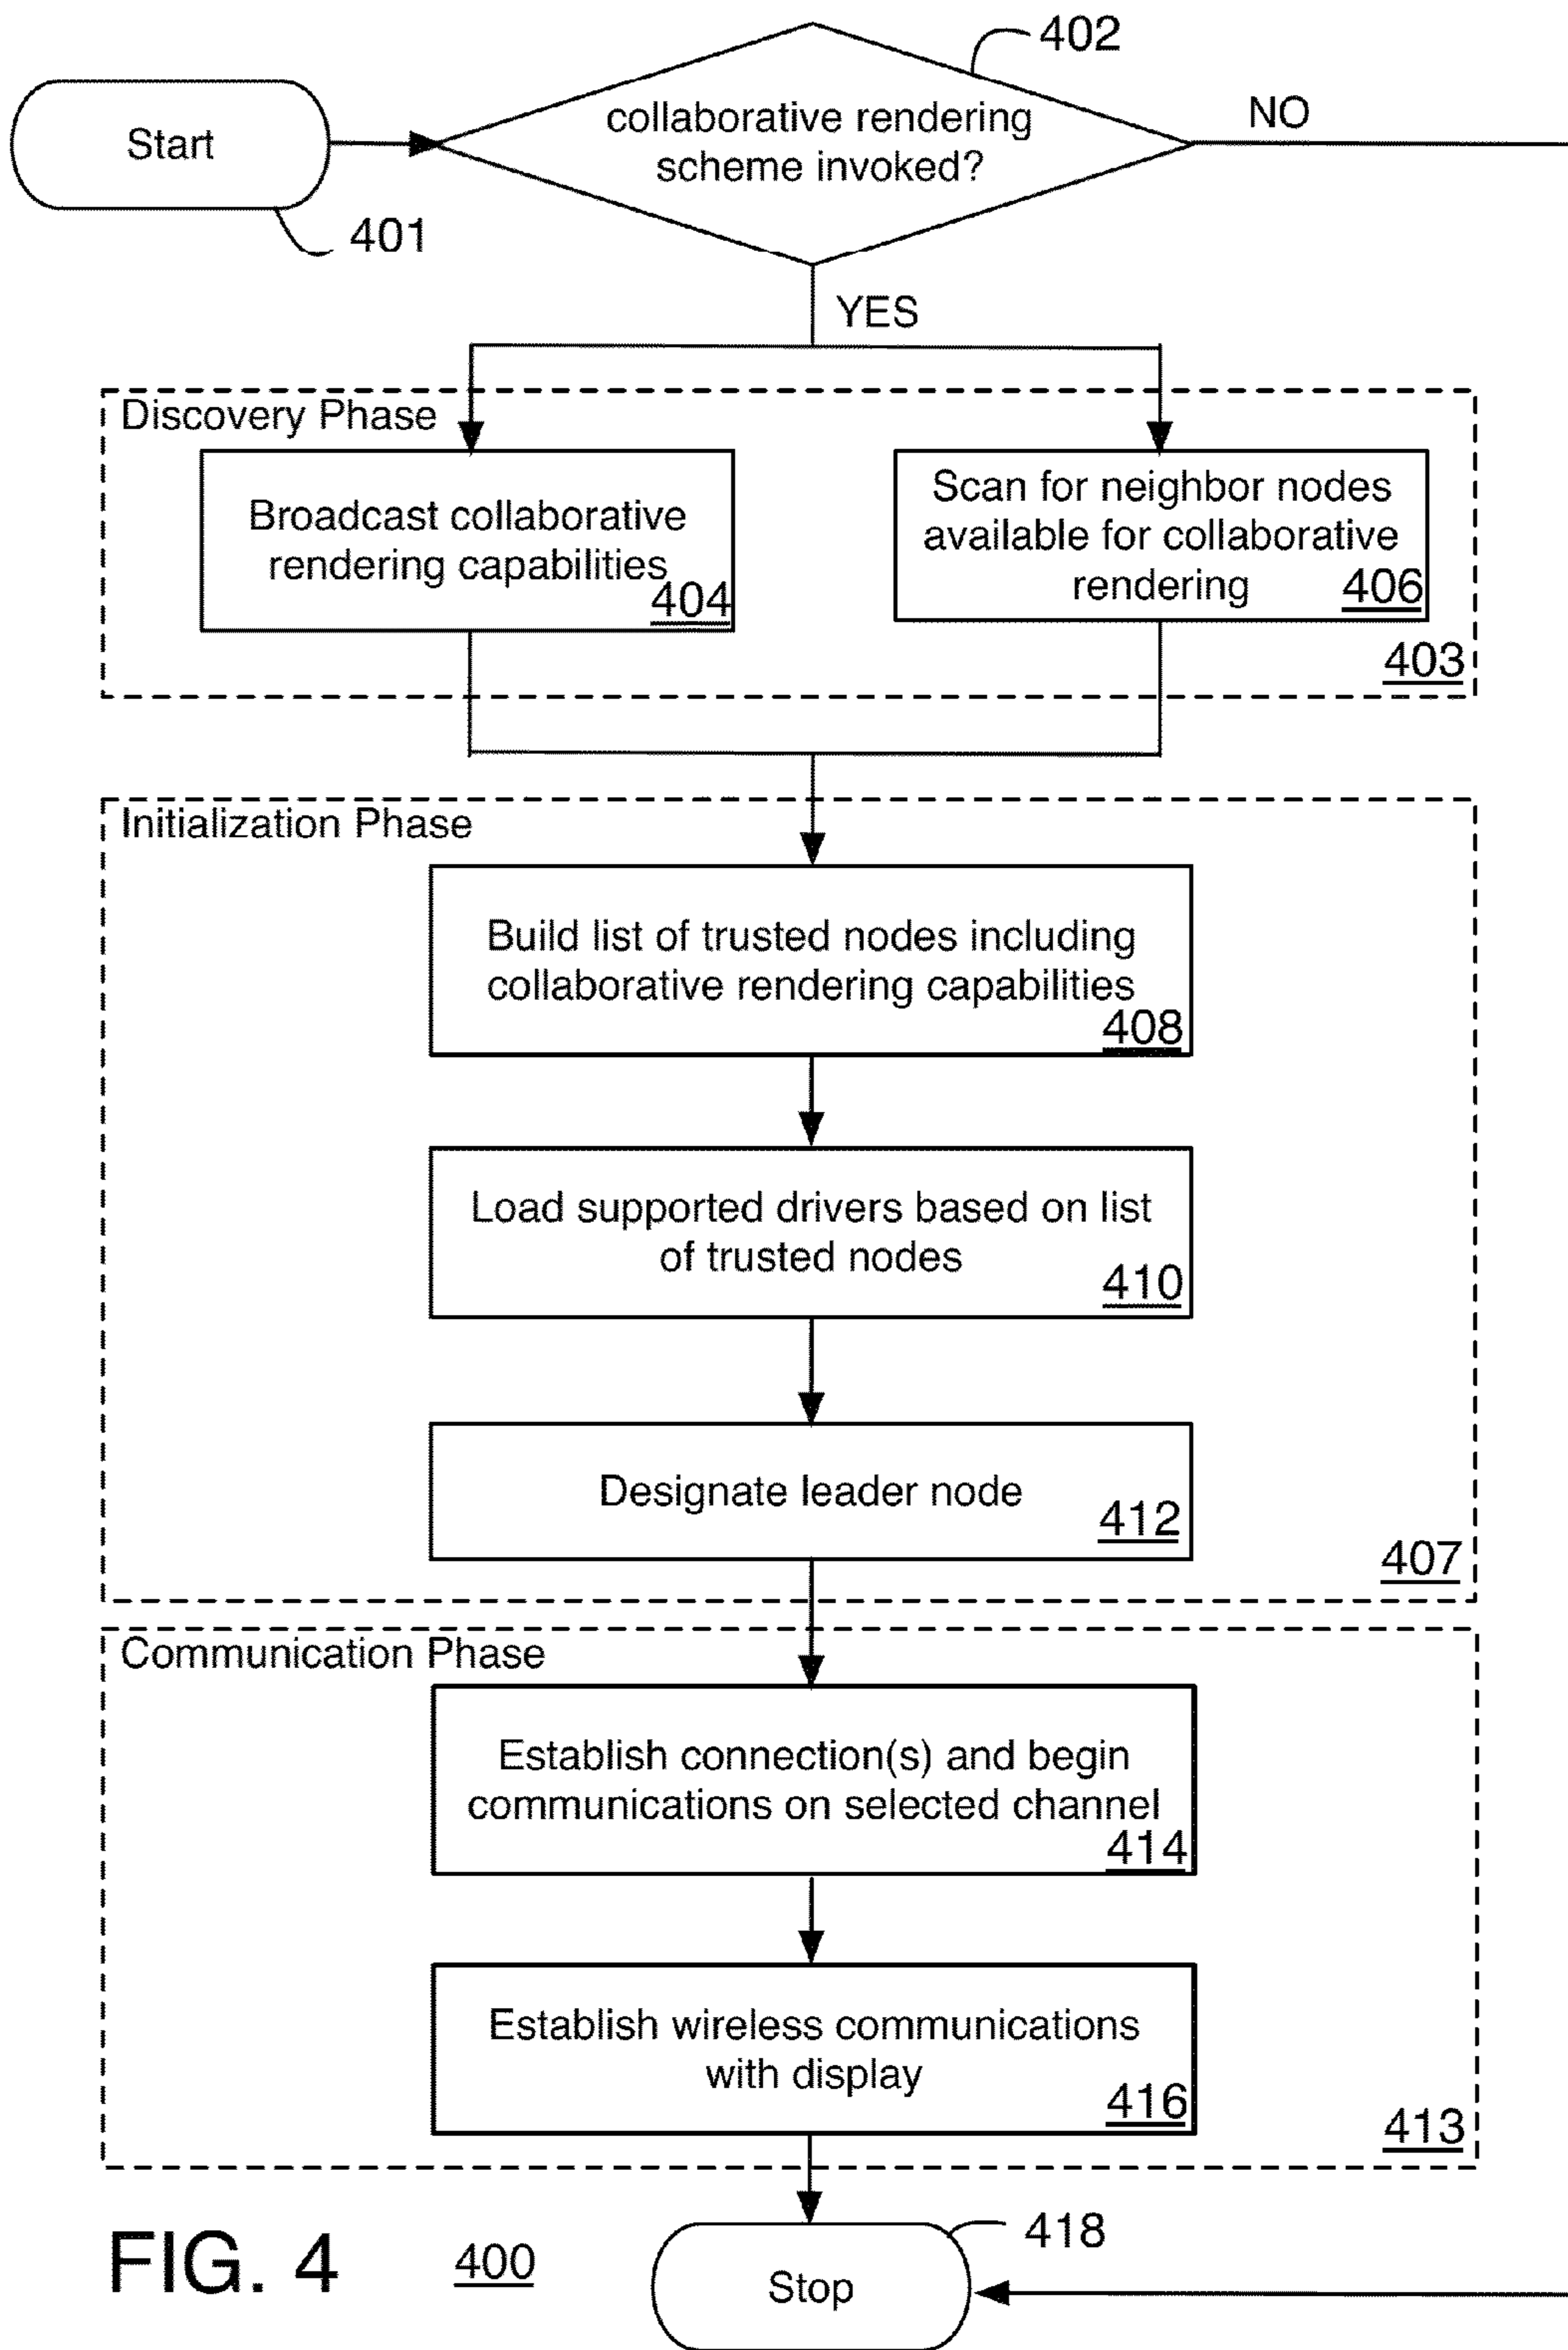 402
Start
collaborative rendering
scheme invoked?
NO
401
YES
Discovery Phase
Broadcast collaborative
rendering capabilities
404
Scan for neighbor nodes
available for collaborative
rendering
406
403
Initialization Phase
Build list of trusted nodes including
collaborative rendering capabilities
408
Load supported drivers based on list
of trusted nodes
410
Designate leader node
412
407
Communication Phase
Establish connection(s) and begin
communications on selected channel
414
Establish wireless communications
with display
416
413
FIG. 4
400
418
Stop